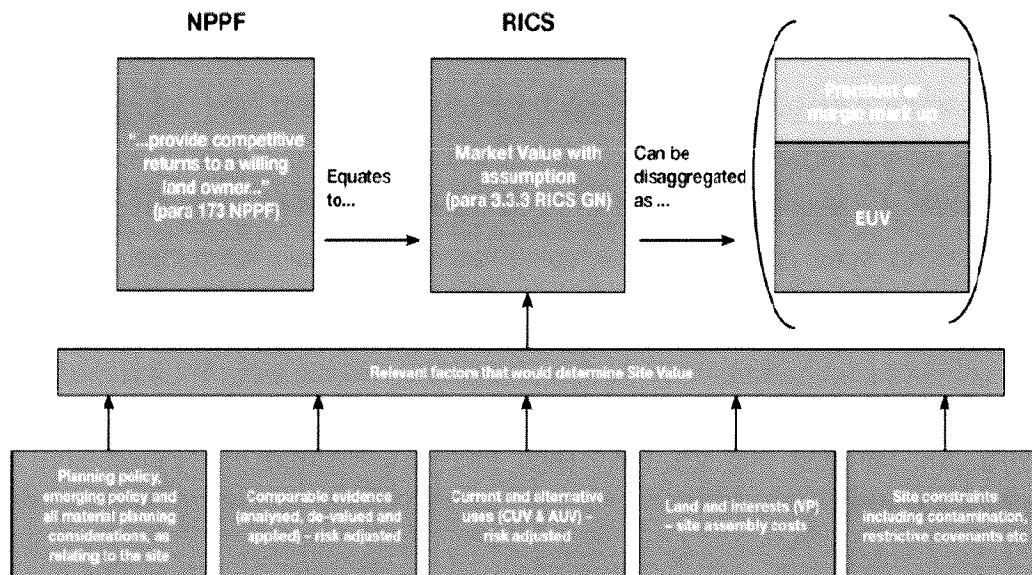 NPPF
RICS
"...provide competitive
returns to a willing
land owner..."
(para 173 NPPF)
Equates
to...
Market Value with
assumption
(para 3.3.3 RICS GN)
Can be
disaggregated
as ...
Premium or
margin mark up
EUV
Relevant factors that would determine Site Value
Planning policy,
emerging policy and
all material planning
considerations, as
relating to the site
Comparable evidence
(analysed, de-valued and
applied) – risk adjusted
Current and alternative
uses (CUV & AUV) –
risk adjusted
Land and interests (VP)
– site assembly costs
Site constraints
including contamination,
restrictive covenants etc